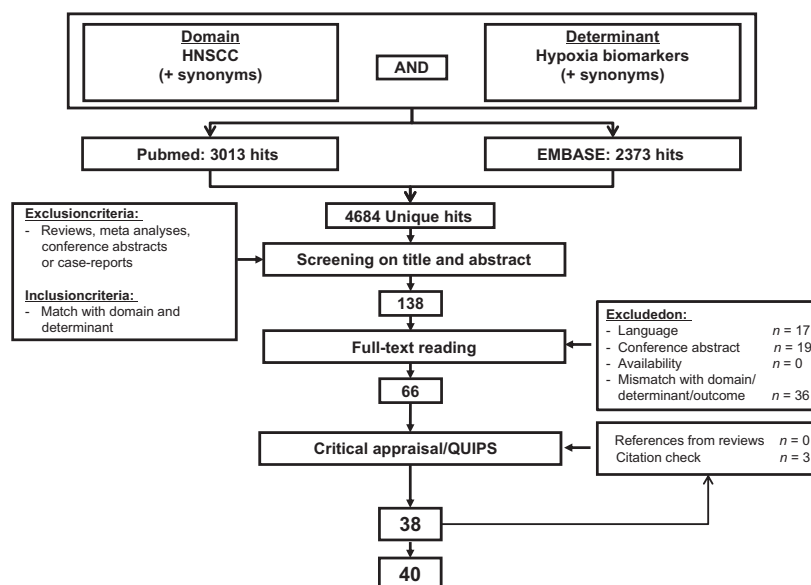 Domain
HNSCC
(+ synonyms)
AND
Determinant
Hypoxia biomarkers
(+ synonyms)
Pubmed: 3013 hits
EMBASE: 2373 hits
4684 Unique hits
Exclusioncriteria:
- Reviews, meta analyses,
conference abstracts
or case-reports
Inclusioncriteria:
- Match with domain and
determinant
Screening on title and abstract
138
Full-text reading
Excludedon:
- Language n = 17
- Conference abstract n = 19
- Availability n = 0
- Mismatch with domain/
determinant/outcome n = 36
66
Critical appraisal/QUIPS
References from reviews n = 0
Citation check n = 3
38
40